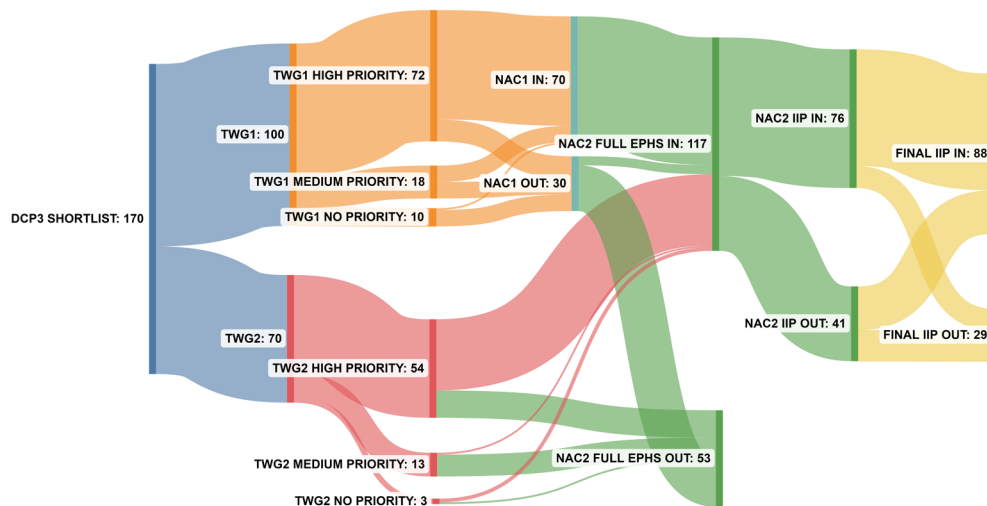 TWG1 HIGH PRIORITY: 72
NAC1 IN: 70
NAC2 IIP IN: 76
TWG1: 100
NAC2 FULL EPHS IN: 117
FINAL IIP IN: 88
TWG1 MEDIUM PRIORITY: 18
NAC1 OUT: 30
DCP3 SHORTLIST: 170
TWG1 NO PRIORITY: 10
NAC2 IIP OUT: 41
FINAL IIP OUT: 29
TWG2: 70
TWG2 HIGH PRIORITY: 54
NAC2 FULL EPHS OUT: 53
TWG2 MEDIUM PRIORITY: 13
TWG2 NO PRIORITY: 3